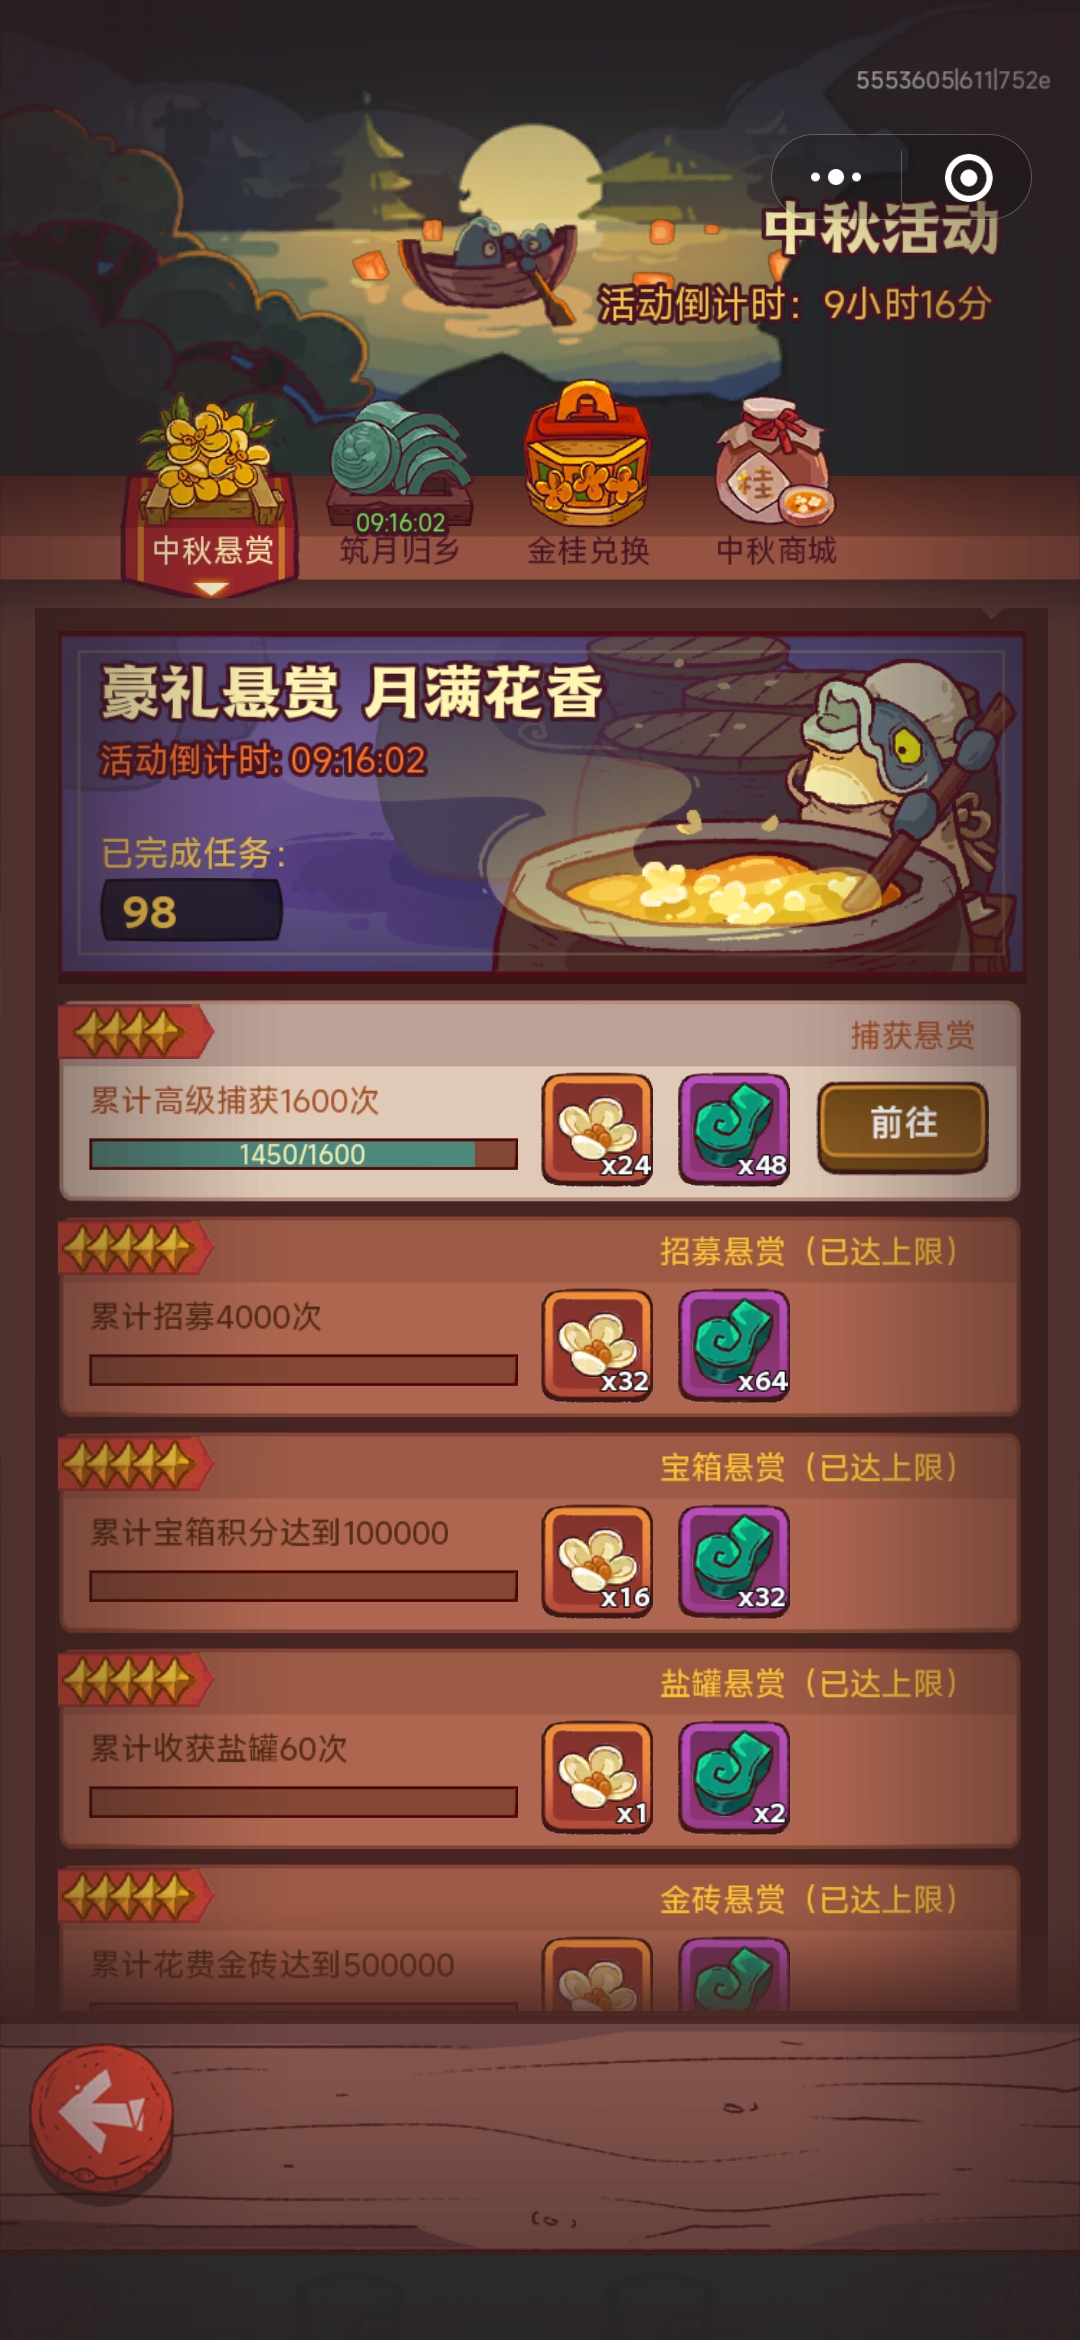 5553605|611|752e
中秋活动
活动倒计时：9小时16分
桂
09:16:02
中秋悬赏
筑月归乡
金桂兑换
中秋商城
豪礼悬赏 月满花香
活动倒计时: 09:16:02
已完成任务：
98
捕获悬赏
累计高级捕获1600次
1450/1600
x24
x48
前往
招募悬赏（已达上限）
累计招募4000次
x32
x64
宝箱悬赏（已达上限）
累计宝箱积分达到100000
x16
x32
盐罐悬赏（已达上限）
累计收获盐罐60次
x1
x2
金砖悬赏（已达上限）
累计花费金砖达到500000